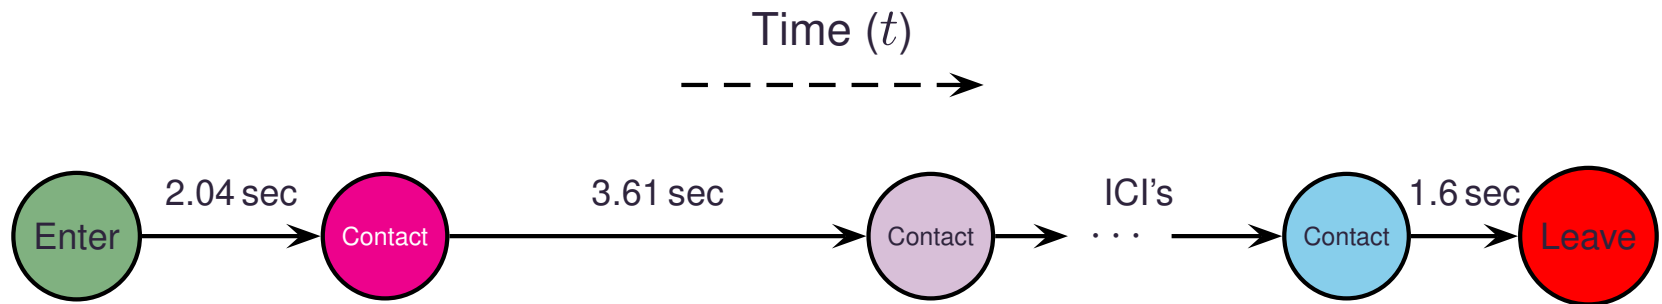 Time (t)
2.04 sec
3.61 sec
ICI's
1.6 sec
Enter
Contact
Contact
· · ·
Contact
Leave